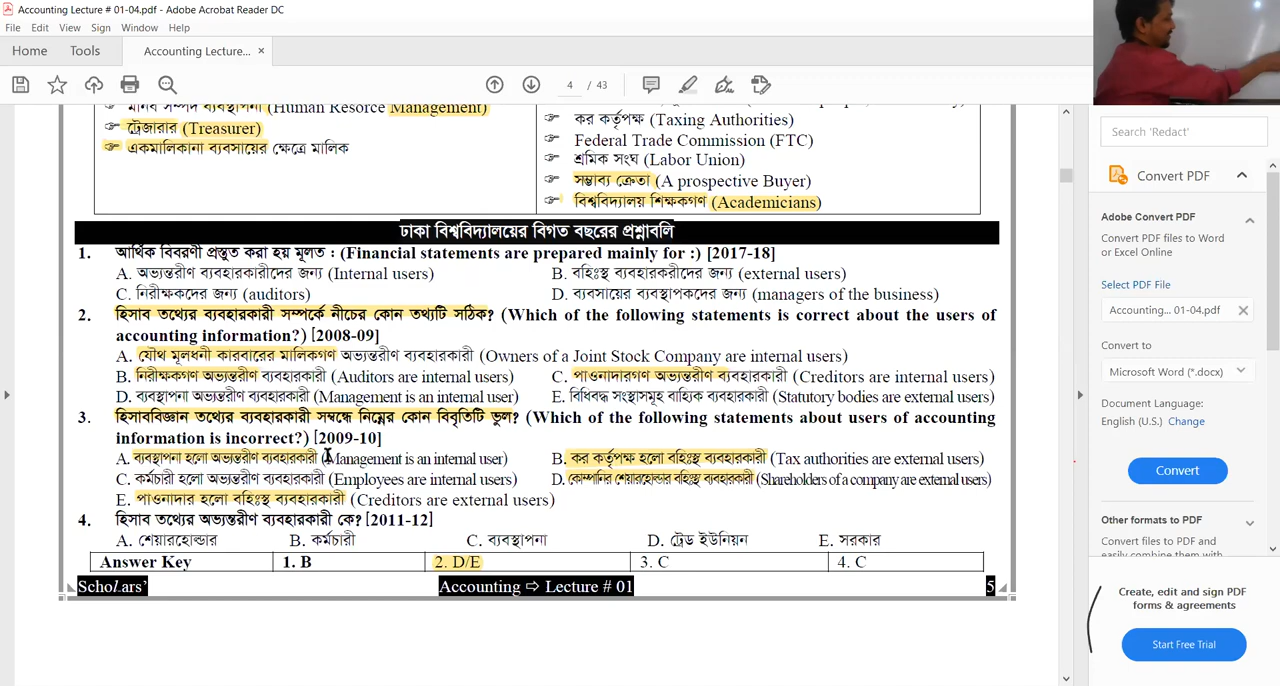 Accounting Lecture # 01-04.pdf - Adobe Acrobat Reader DC
File Edit View Sign Window Help
Home Tools Accounting Lecture... ×
4 / 43
মানব সম্পদ ব্যবস্থাপনা (Human Resorce Management)
☞ ট্রেজারার (Treasurer)
☞ একমালিকানা ব্যবসায়ের ক্ষেত্রে মালিক
☞ কর কর্তৃপক্ষ (Taxing Authorities)
☞ Federal Trade Commission (FTC)
☞ শ্রমিক সংঘ (Labor Union)
☞ সম্ভাব্য ক্রেতা (A prospective Buyer)
☞ বিশ্ববিদ্যালয় শিক্ষকগণ (Academicians)
ঢাকা বিশ্ববিদ্যালয়ের বিগত বছরের প্রশ্নাবলি
1. আর্থিক বিবরণী প্রস্তুত করা হয় মূলত : (Financial statements are prepared mainly for :) [2017-18]
A. অভ্যন্তরীণ ব্যবহারকারীদের জন্য (Internal users) B. বহিঃস্থ ব্যবহারকরীদের জন্য (external users)
C. নিরীক্ষকদের জন্য (auditors) D. ব্যবসায়ের ব্যবস্থাপকদের জন্য (managers of the business)
2. হিসাব তথ্যের ব্যবহারকারী সম্পর্কে নীচের কোন তথ্যটি সঠিক? (Which of the following statements is correct about the users of
accounting information?) [2008-09]
A. যৌথ মূলধনী কারবারের মালিকগণ অভ্যন্তরীণ ব্যবহারকারী (Owners of a Joint Stock Company are internal users)
B. নিরীক্ষকগণ অভ্যন্তরীণ ব্যবহারকারী (Auditors are internal users) C. পাওনাদারগণ অভ্যন্তরীণ ব্যবহারকারী (Creditors are internal users)
D. ব্যবস্থাপনা অভ্যন্তরীণ ব্যবহারকারী (Management is an internal user) E. বিধিবদ্ধ সংস্থাসমূহ বাহ্যিক ব্যবহারকারী (Statutory bodies are external users)
3. হিসাববিজ্ঞান তথ্যের ব্যবহারকারী সম্বন্ধে নিম্নের কোন বিবৃতিটি ভুল? (Which of the following statements about users of accounting
information is incorrect?) [2009-10]
A. ব্যবস্থাপনা হলো অভ্যন্তরীণ ব্যবহারকারী (Management is an internal user) B. কর কর্তৃপক্ষ হলো বহিঃস্থ ব্যবহারকারী (Tax authorities are external users)
C. কর্মচারী হলো অভ্যন্তরীণ ব্যবহারকারী (Employees are internal users) D. কোম্পানির শেয়ারহোল্ডার বহিঃস্থ ব্যবহারকারী (Shareholders of a company are external users)
E. পাওনাদার হলো বহিঃস্থ ব্যবহারকারী (Creditors are external users)
4. হিসাব তথ্যের অভ্যন্তরীণ ব্যবহারকারী কে? [2011-12]
A. শেয়ারহোল্ডার B. কর্মচারী C. ব্যবস্থাপনা D. ট্রেড ইউনিয়ন E. সরকার
Answer Key 1. B 2. D/E 3. C 4. C
Scholars' Accounting ⇨ Lecture # 01 5
Search 'Redact'
Convert PDF
Adobe Convert PDF
Convert PDF files to Word
or Excel Online
Select PDF File
Accounting... 01-04.pdf ×
Convert to
Microsoft Word (*.docx)
Document Language:
English (U.S.) Change
Convert
Other formats to PDF
Create, edit and sign PDF
forms & agreements
Start Free Trial